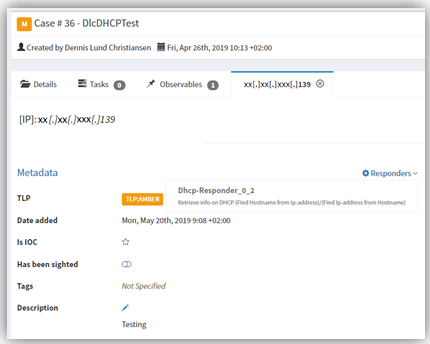 M Case # 36 - DlcDHCPTest
Created by Dennis Lund Christiansen Fri, Apr 26th, 2019 10:13 +02:00
Details Tasks 0 Observables 1 xx[.]xx[.]xxx[.]139
[IP]: xx[.]xx[.]xxx[.]139
Metadata Responders
Dhcp-Responder_0_2
TLP TLP:AMBER
Retrieve info on DHCP (Find Hostname from Ip-address)/(Find Ip-address from Hostname)
Date added Mon, May 20th, 2019 9:08 +02:00
Is IOC
Has been sighted
Tags Not Specified
Description
Testing